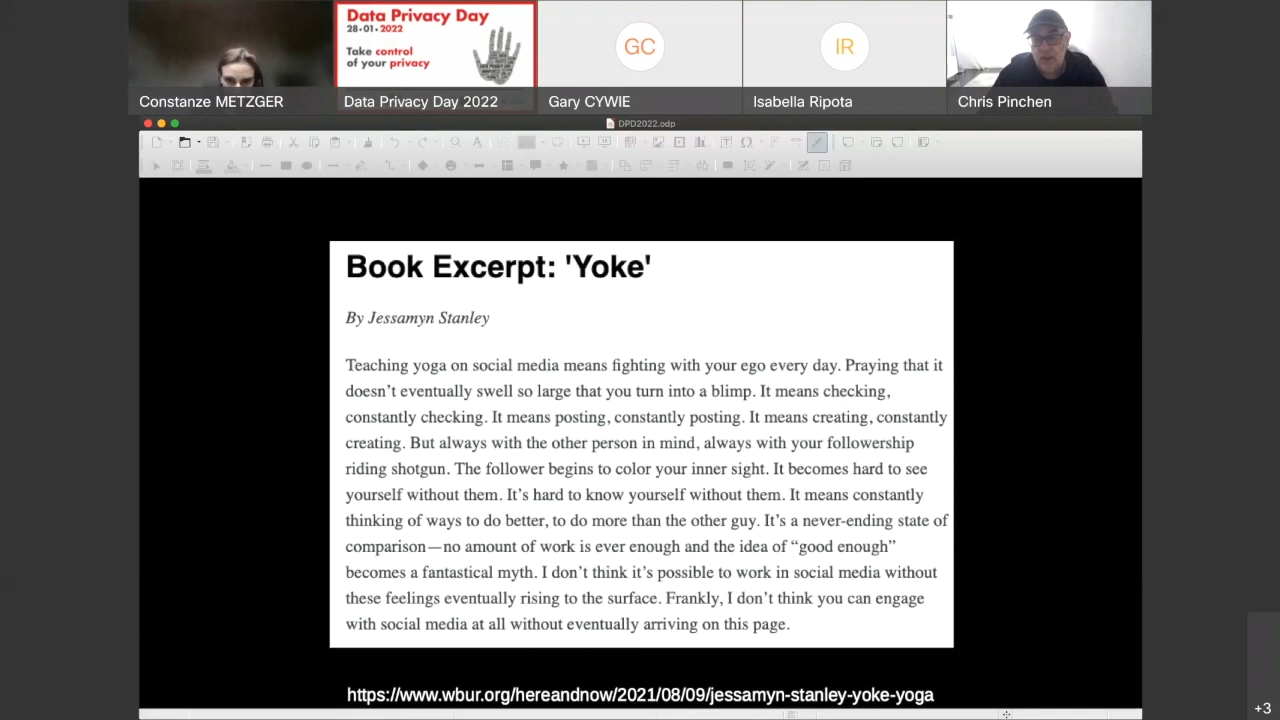 Data Privacy Day
28•01•2022
Take control
of your privacy
GC
IR
Constanze METZGER
Data Privacy Day 2022
Gary CYWIE
Isabella Ripota
Chris Pinchen
DPD2022.odp
Book Excerpt: 'Yoke'
By Jessamyn Stanley
Teaching yoga on social media means fighting with your ego every day. Praying that it
doesn’t eventually swell so large that you turn into a blimp. It means checking,
constantly checking. It means posting, constantly posting. It means creating, constantly
creating. But always with the other person in mind, always with your followership
riding shotgun. The follower begins to color your inner sight. It becomes hard to see
yourself without them. It’s hard to know yourself without them. It means constantly
thinking of ways to do better, to do more than the other guy. It’s a never-ending state of
comparison—no amount of work is ever enough and the idea of “good enough”
becomes a fantastical myth. I don’t think it’s possible to work in social media without
these feelings eventually rising to the surface. Frankly, I don’t think you can engage
with social media at all without eventually arriving on this page.
https://www.wbur.org/hereandnow/2021/08/09/jessamyn-stanley-yoke-yoga
+3